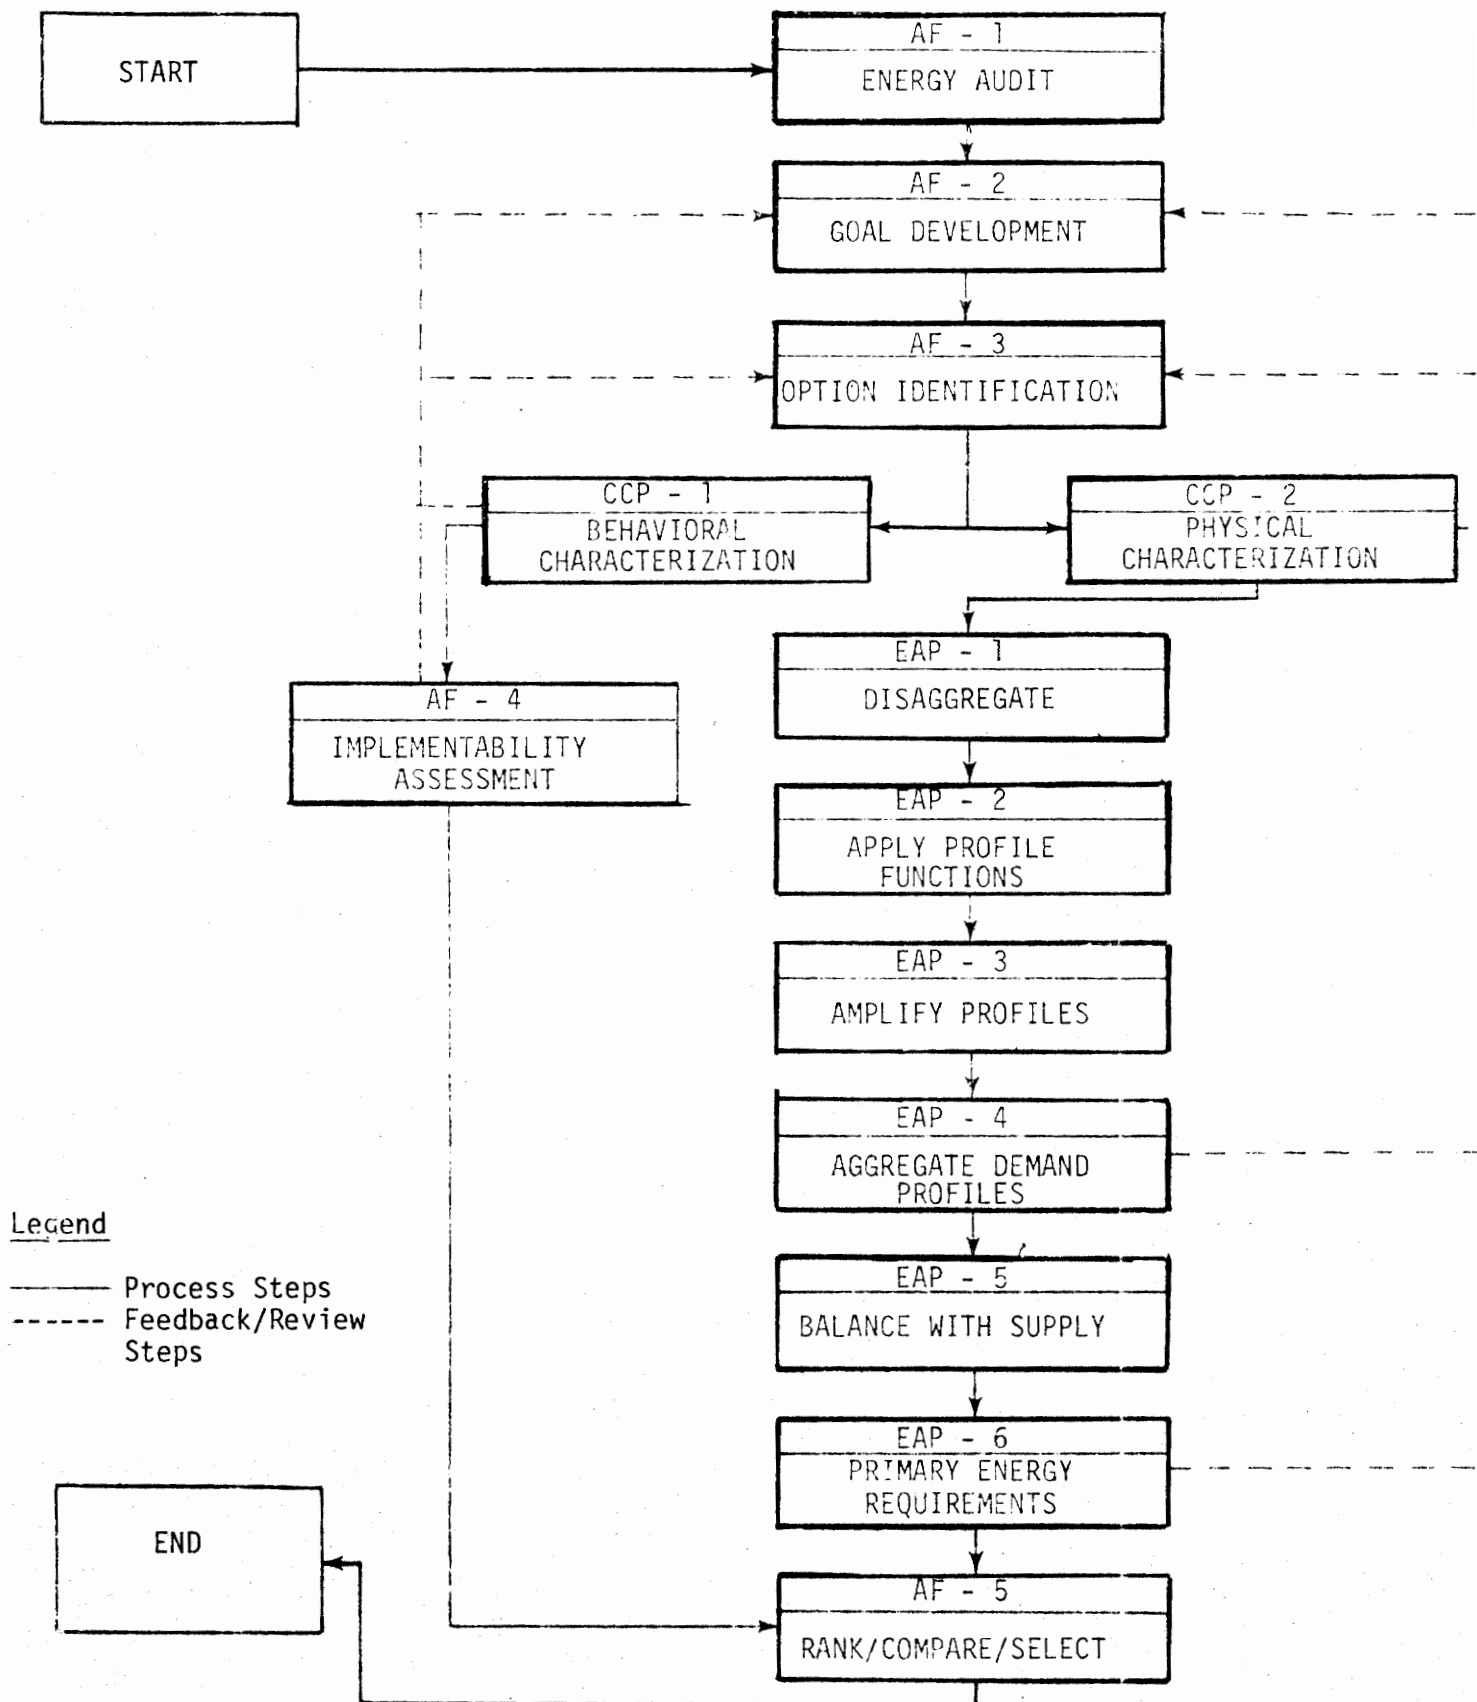 START
AF - 1
ENERGY AUDIT
AF - 2
GOAL DEVELOPMENT
AF - 3
OPTION IDENTIFICATION
CCP - 1
BEHAVIORAL
CHARACTERIZATION
CCP - 2
PHYSICAL
CHARACTERIZATION
EAP - 1
DISAGGREGATE
AF - 4
IMPLEMENTABILITY
ASSESSMENT
EAP - 2
APPLY PROFILE
FUNCTIONS
EAP - 3
AMPLIFY PROFILES
EAP - 4
AGGREGATE DEMAND
PROFILES
Legend
Process Steps
Feedback/Review
Steps
EAP - 5
BALANCE WITH SUPPLY
EAP - 6
PRIMARY ENERGY
REQUIREMENTS
END
AF - 5
RANK/COMPARE/SELECT